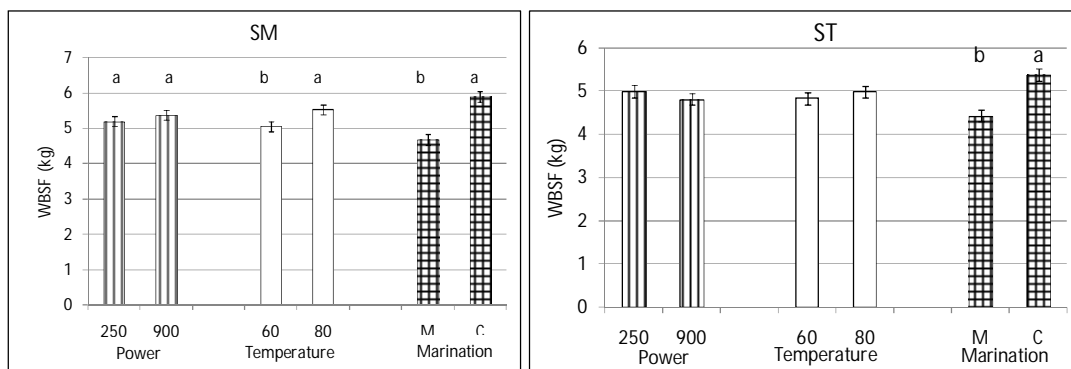 SM
7
6
5
4
3
2
1
0
WBSF (kg)
a a b a b a
250 900 60 80 M C
Power Temperature Marination
ST
6
5
4
3
2
1
0
WBSF (kg)
b a
250 900 60 80 M C
Power Temperature Marination